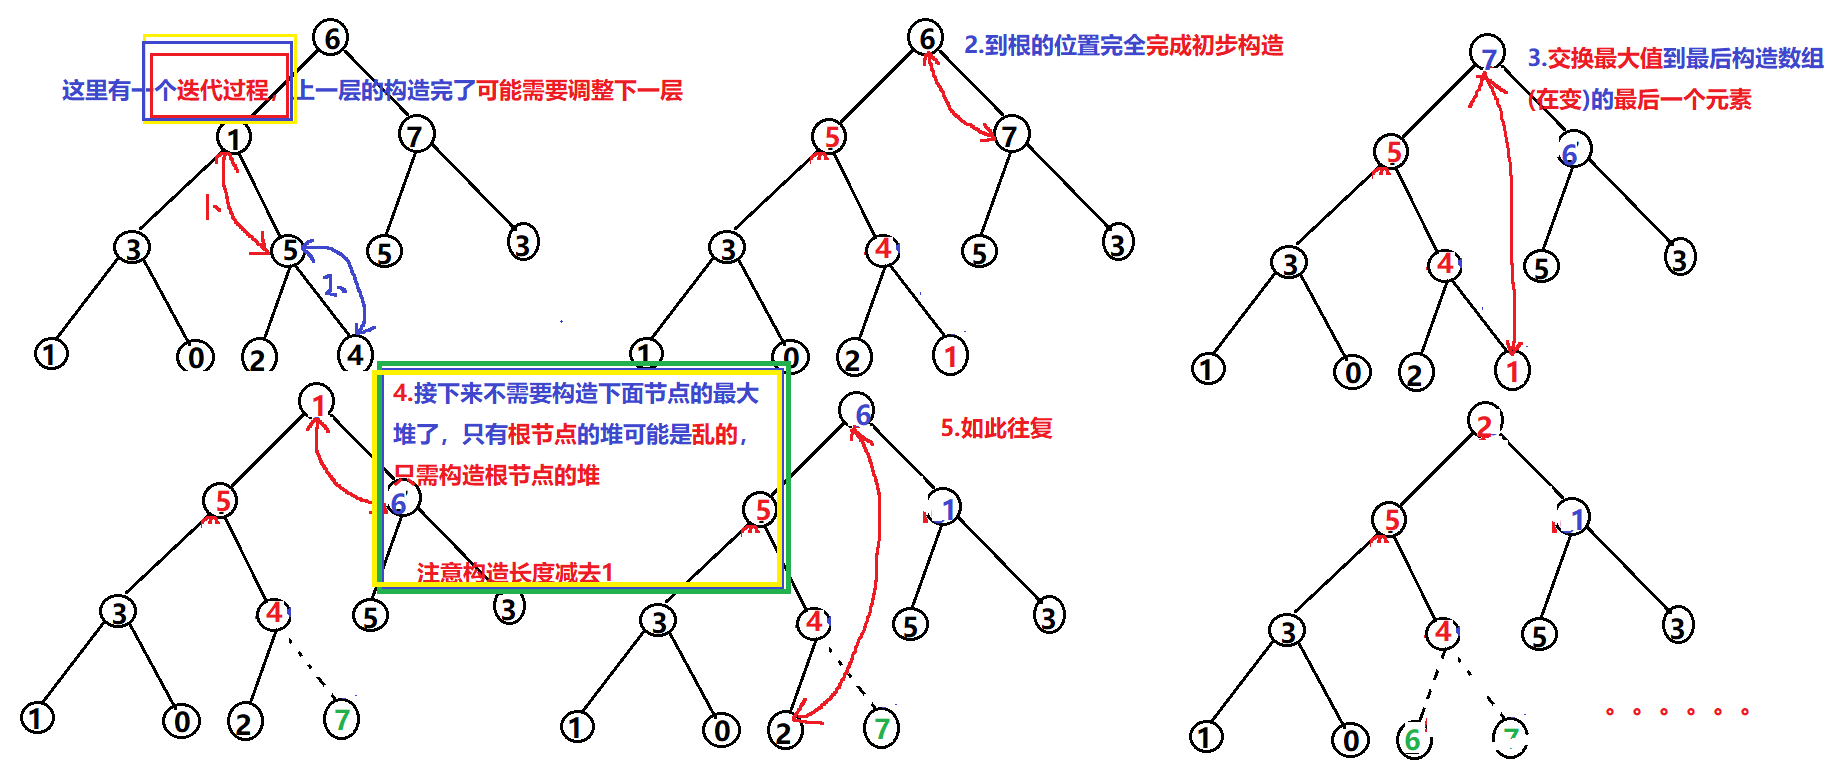 6
2.到根的位置完全完成初步构造
3.交换最大值到最后构造数组
(在变)的最后一个元素
这里有一个迭代过程，上一层的构造完了可能需要调整下一层
1 7
1、
3 5 5 3
1、
1 0 2 4
6
5 7
3 4 5 3
1 0 2 1
7
5 6
3 4 5 3
1 0 2 1
1
5 6
3 4 5 3
1 0 2 7
4.接下来不需要构造下面节点的最大
堆了，只有根节点的堆可能是乱的，
只需构造根节点的堆
注意构造长度减去1
6
5 1
3 4 5 3
1 0 2 7
5.如此往复
2
5 1
3 4 5 3
1 0 6 7
。。。。。。